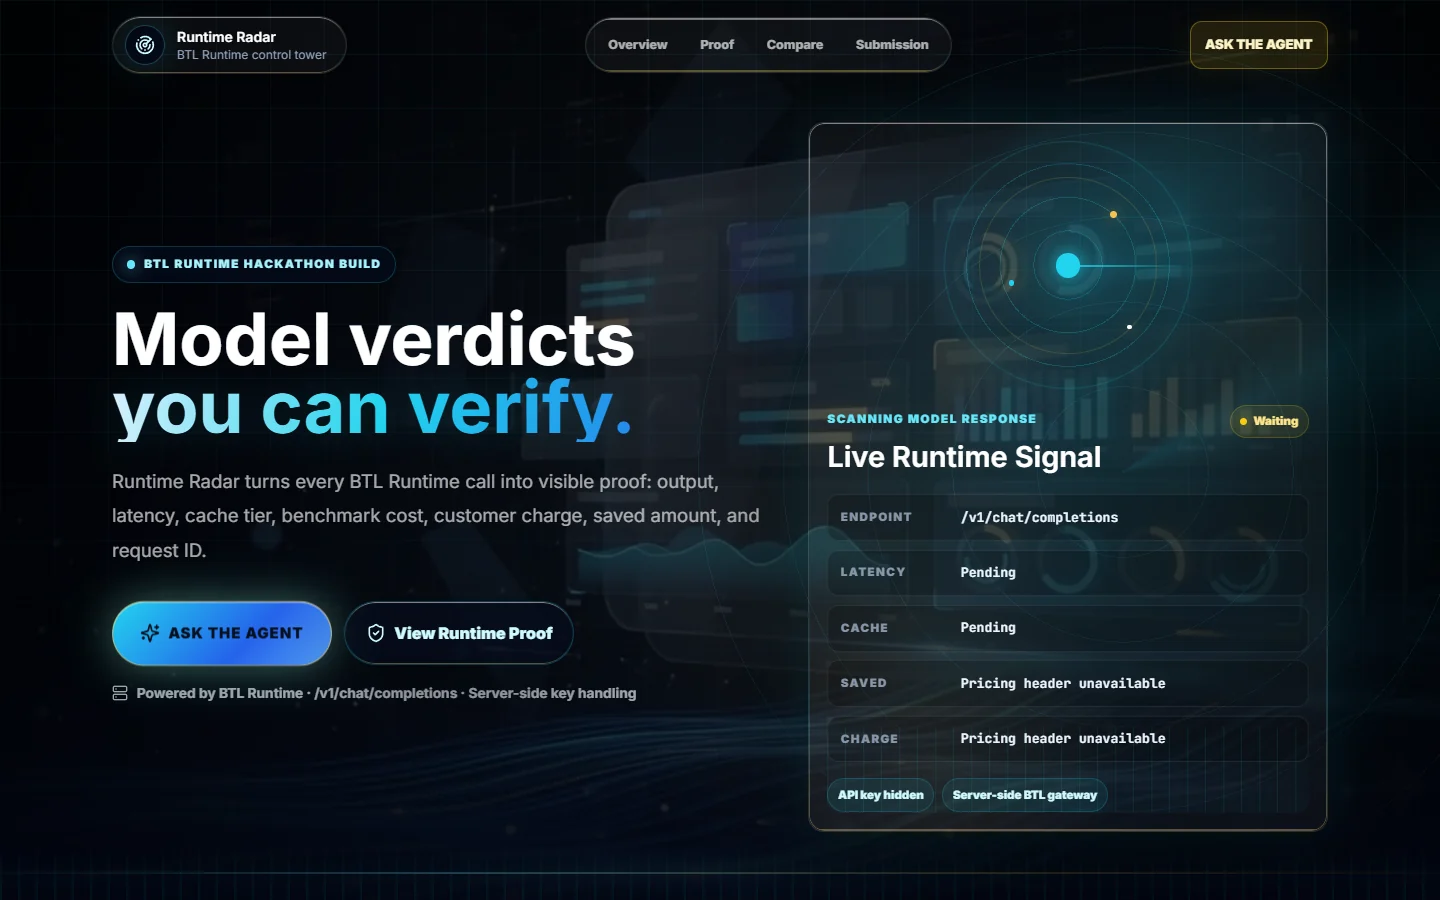 Runtime Radar
BTL Runtime control tower
Overview
Proof
Compare
Submission
ASK THE AGENT
BTL RUNTIME HACKATHON BUILD
Model verdicts
you can verify.
Runtime Radar turns every BTL Runtime call into visible proof: output,
latency, cache tier, benchmark cost, customer charge, saved amount, and
request ID.
ASK THE AGENT
View Runtime Proof
Powered by BTL Runtime · /v1/chat/completions · Server-side key handling
SCANNING MODEL RESPONSE
Waiting
Live Runtime Signal
ENDPOINT /v1/chat/completions
LATENCY Pending
CACHE Pending
SAVED Pricing header unavailable
CHARGE Pricing header unavailable
API key hidden
Server-side BTL gateway